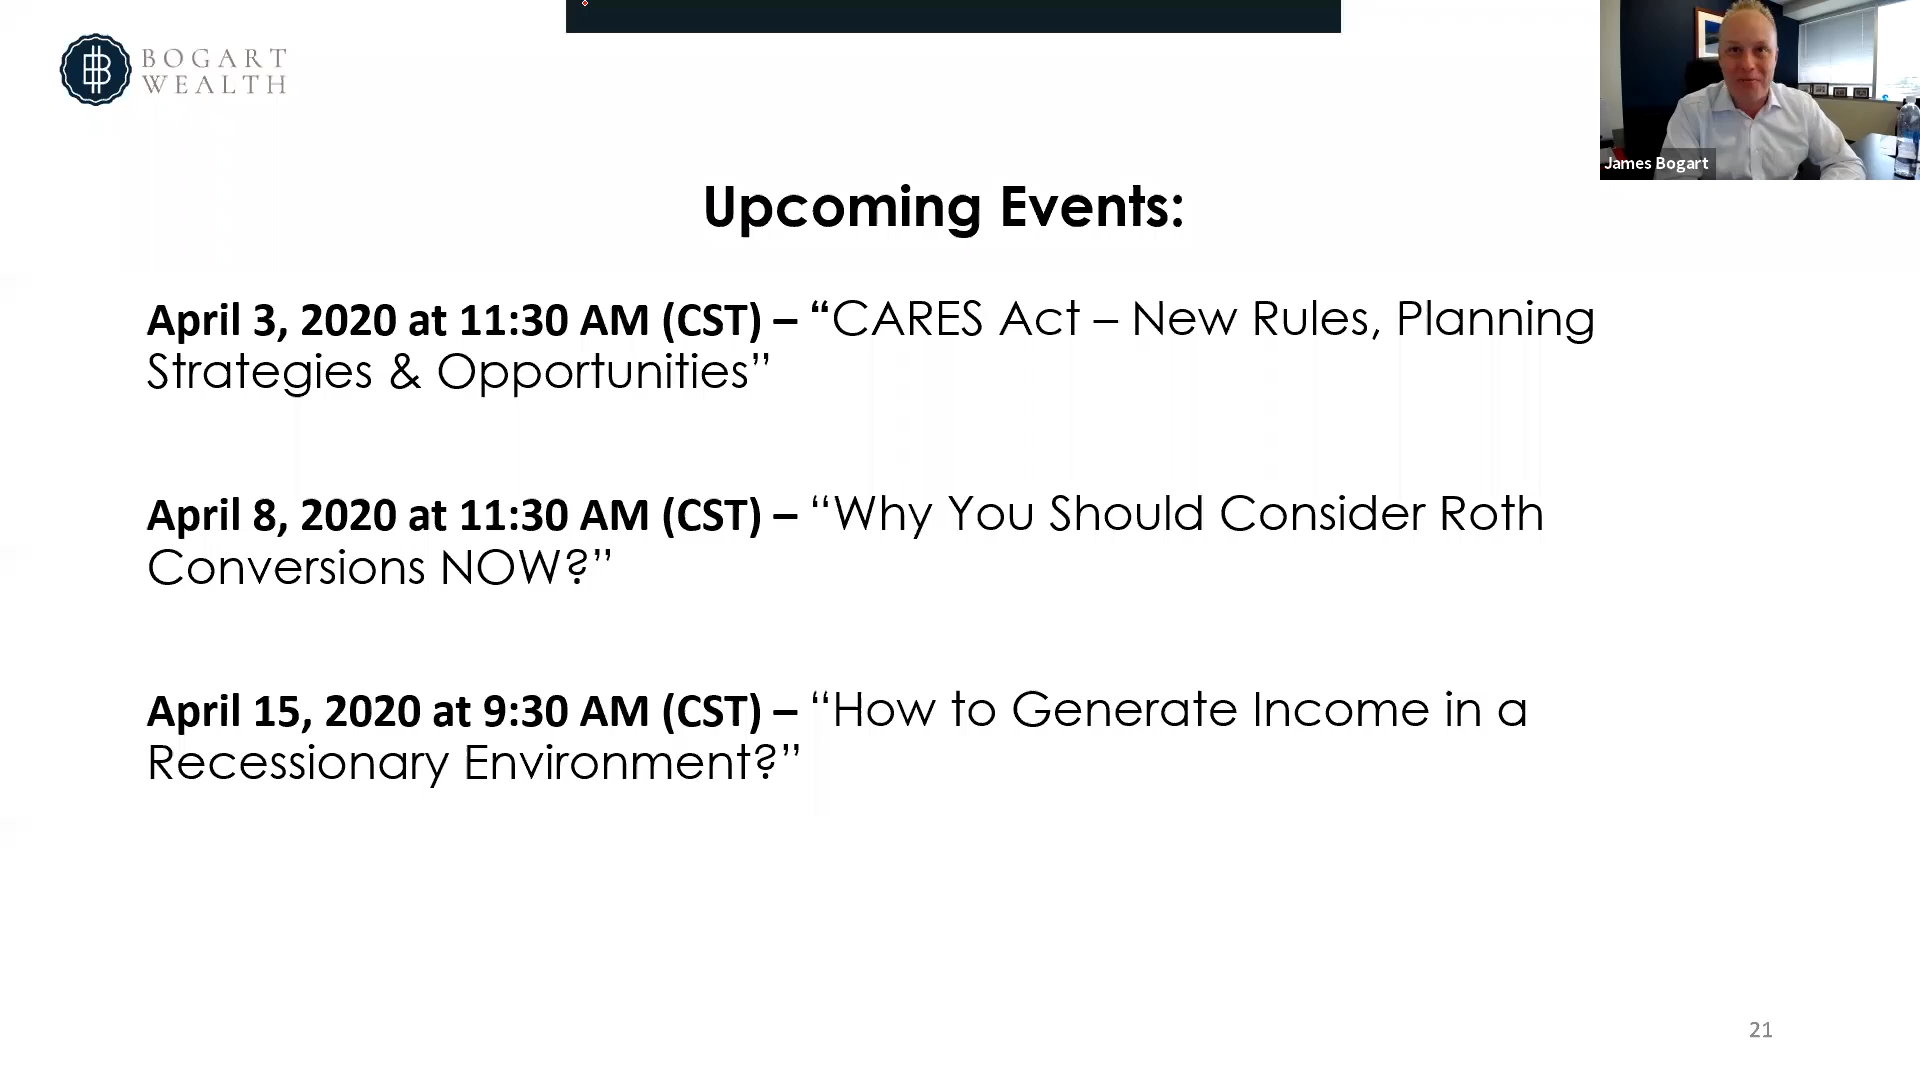 BOGART
WEALTH
James Bogart
Upcoming Events:
April 3, 2020 at 11:30 AM (CST) – “CARES Act – New Rules, Planning
Strategies & Opportunities”
April 8, 2020 at 11:30 AM (CST) – “Why You Should Consider Roth
Conversions NOW?”
April 15, 2020 at 9:30 AM (CST) – “How to Generate Income in a
Recessionary Environment?”
21